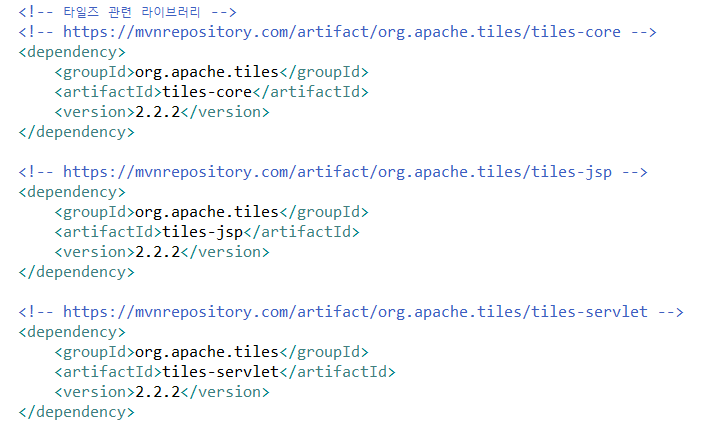 <!-- 타일즈 관련 라이브러리 -->
<!-- https://mvnrepository.com/artifact/org.apache.tiles/tiles-core -->
<dependency>
    <groupId>org.apache.tiles</groupId>
    <artifactId>tiles-core</artifactId>
    <version>2.2.2</version>
</dependency>

<!-- https://mvnrepository.com/artifact/org.apache.tiles/tiles-jsp -->
<dependency>
    <groupId>org.apache.tiles</groupId>
    <artifactId>tiles-jsp</artifactId>
    <version>2.2.2</version>
</dependency>

<!-- https://mvnrepository.com/artifact/org.apache.tiles/tiles-servlet -->
<dependency>
    <groupId>org.apache.tiles</groupId>
    <artifactId>tiles-servlet</artifactId>
    <version>2.2.2</version>
</dependency>